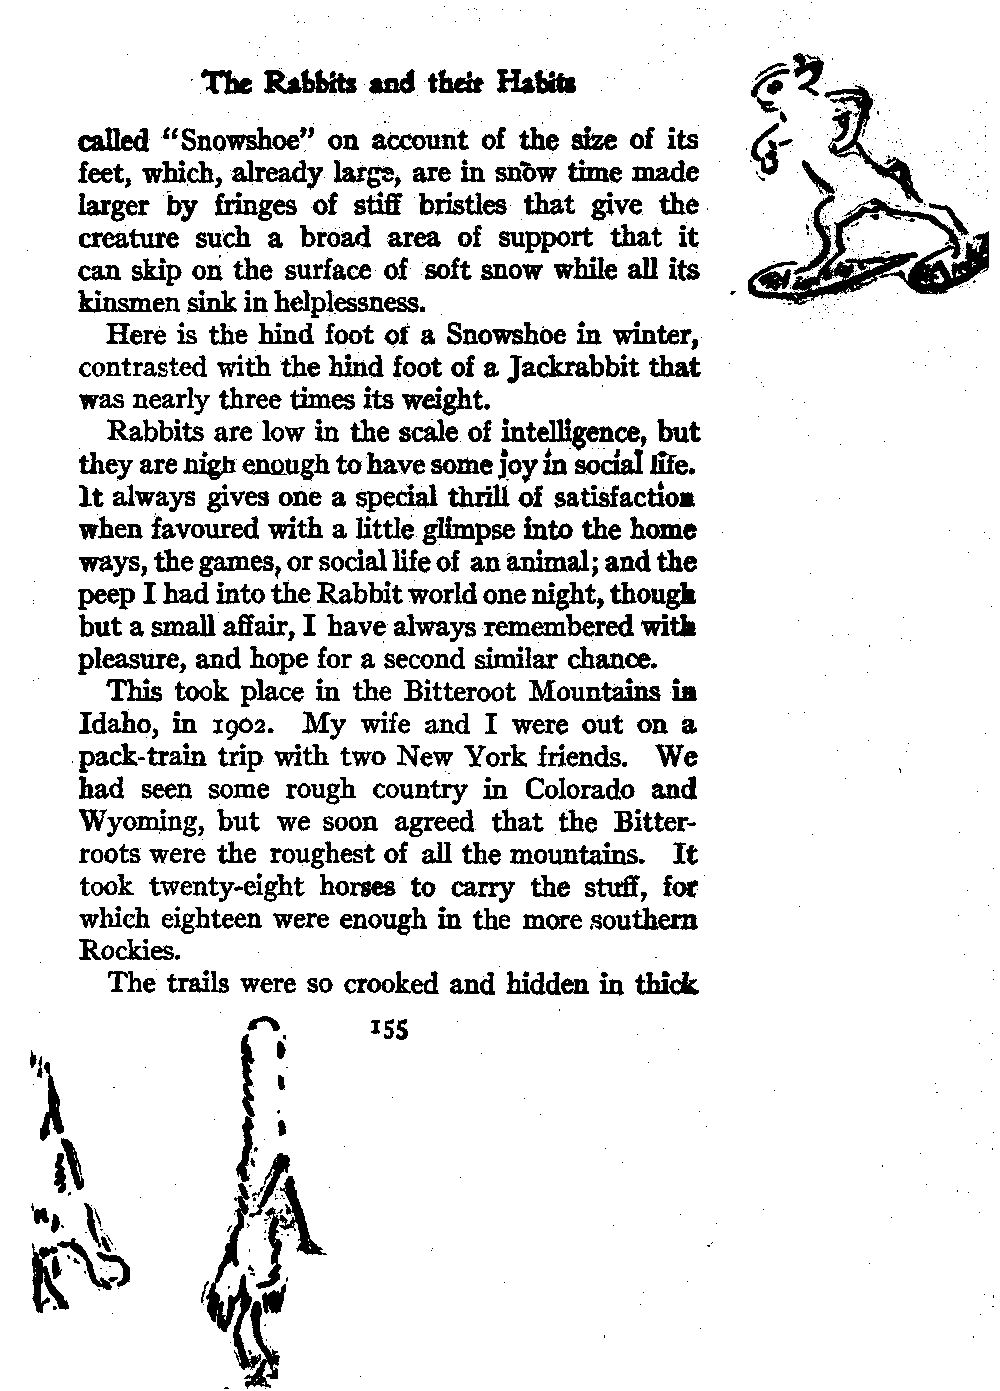 The Rabbits and their Habits
called "Snowshoe" on account of the size of its
feet, which, already large, are in snow time made
larger by fringes of stiff bristles that give the
creature such a broad area of support that it
can skip on the surface of soft snow while all its
kinsmen sink in helplessness.
Here is the hind foot of a Snowshoe in winter,
contrasted with the hind foot of a Jackrabbit that
was nearly three times its weight.
Rabbits are low in the scale of intelligence, but
they are high enough to have some joy in social life.
It always gives one a special thrill of satisfaction
when favoured with a little glimpse into the home
ways, the games, or social life of an animal; and the
peep I had into the Rabbit world one night, though
but a small affair, I have always remembered with
pleasure, and hope for a second similar chance.
This took place in the Bitteroot Mountains in
Idaho, in 1902. My wife and I were out on a
pack-train trip with two New York friends. We
had seen some rough country in Colorado and
Wyoming, but we soon agreed that the Bitter-
roots were the roughest of all the mountains. It
took twenty-eight horses to carry the stuff, for
which eighteen were enough in the more southern
Rockies.
The trails were so crooked and hidden in thick
155